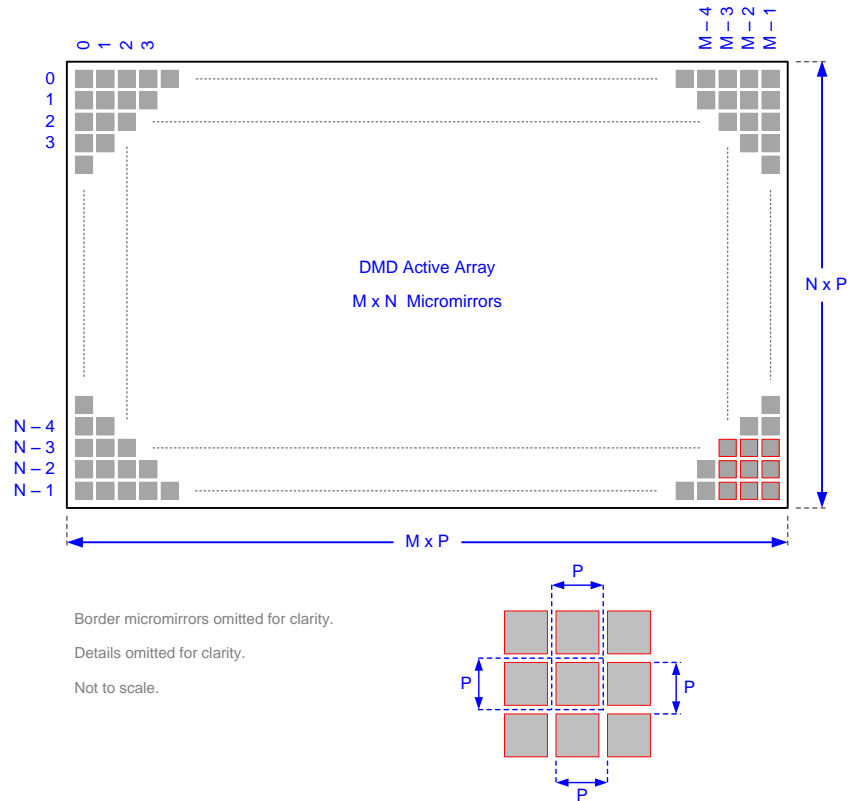 0 1 2 3
M – 4 M – 3 M – 2 M – 1
0
1
2
3
DMD Active Array
M x N Micromirrors
N x P
N – 4
N – 3
N – 2
N – 1
M x P
P
Border micromirrors omitted for clarity.
Details omitted for clarity.
Not to scale.
P
P
P